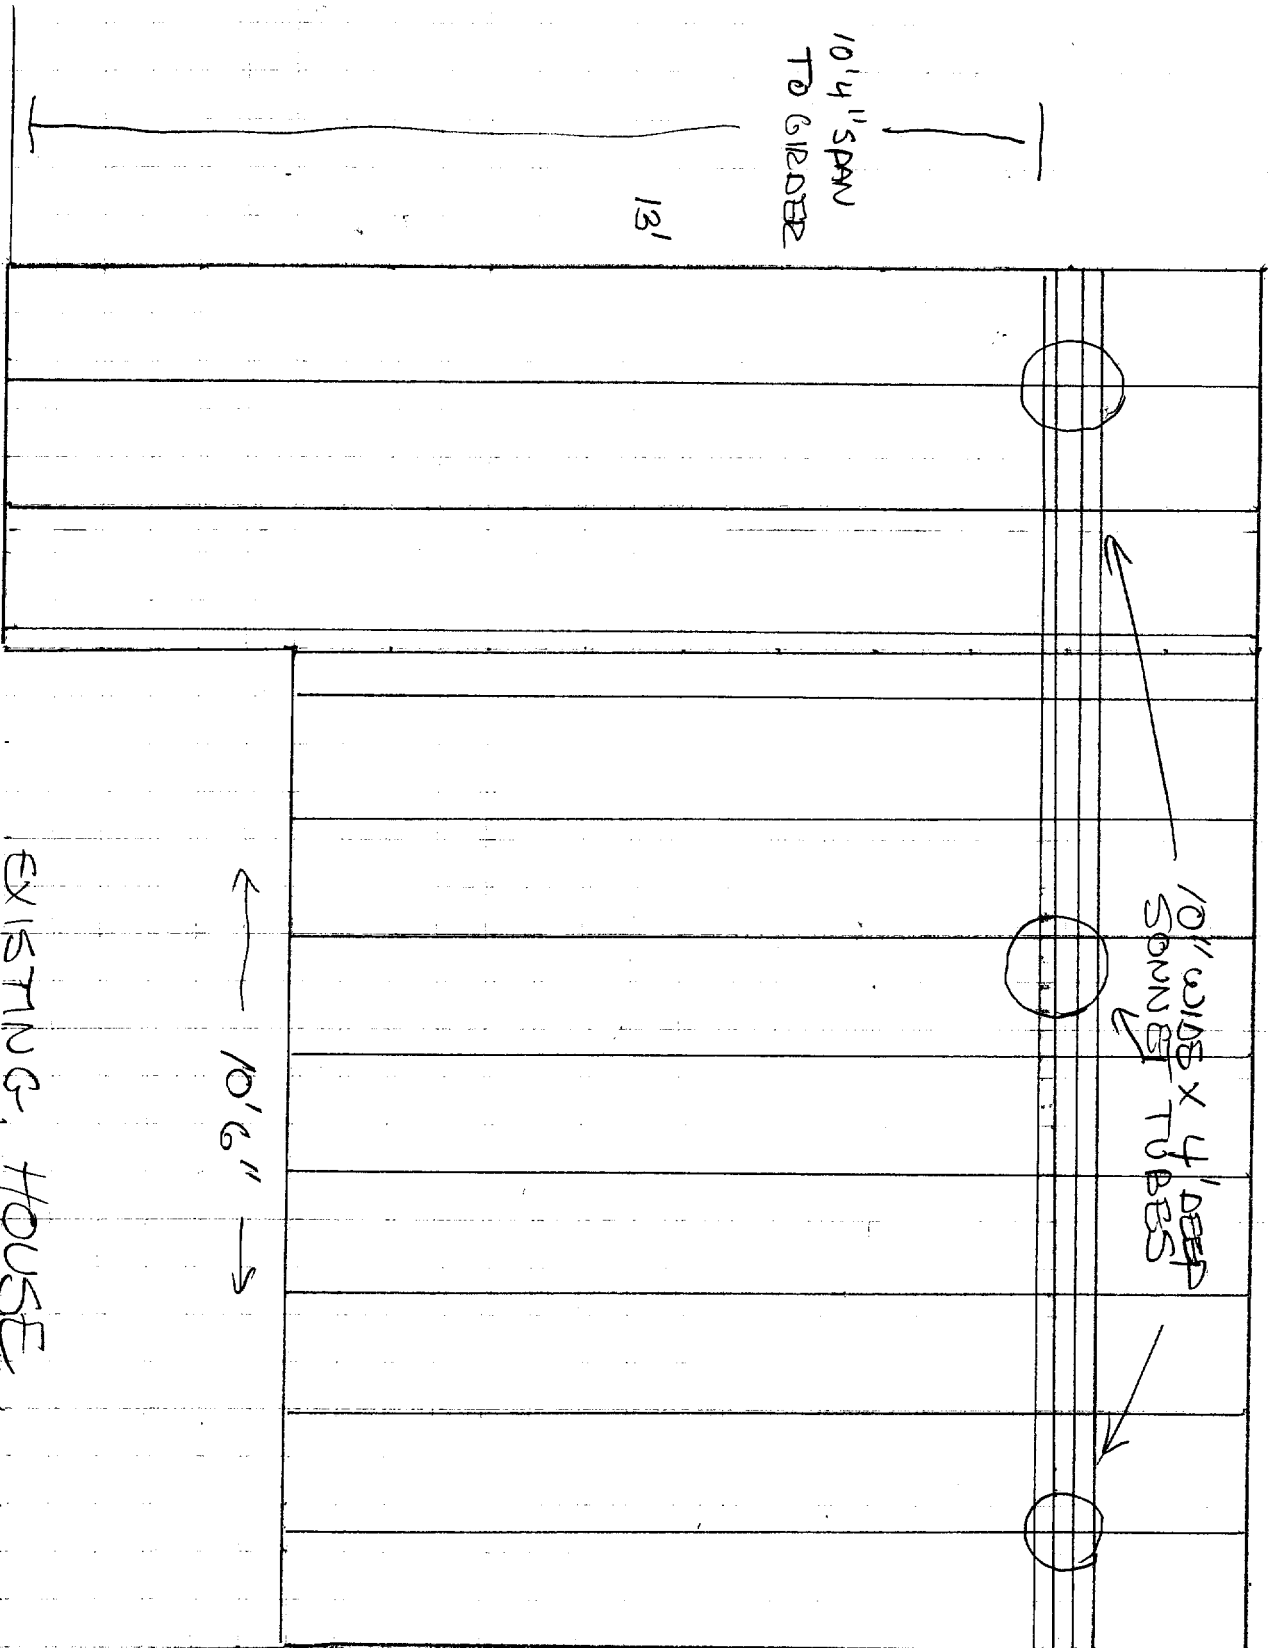 10'4" SPAN
TO GIRDER
13'
10" WIDE X 4' DEEP
SONNET TUBES
10'6"
EXISTING HOUSE